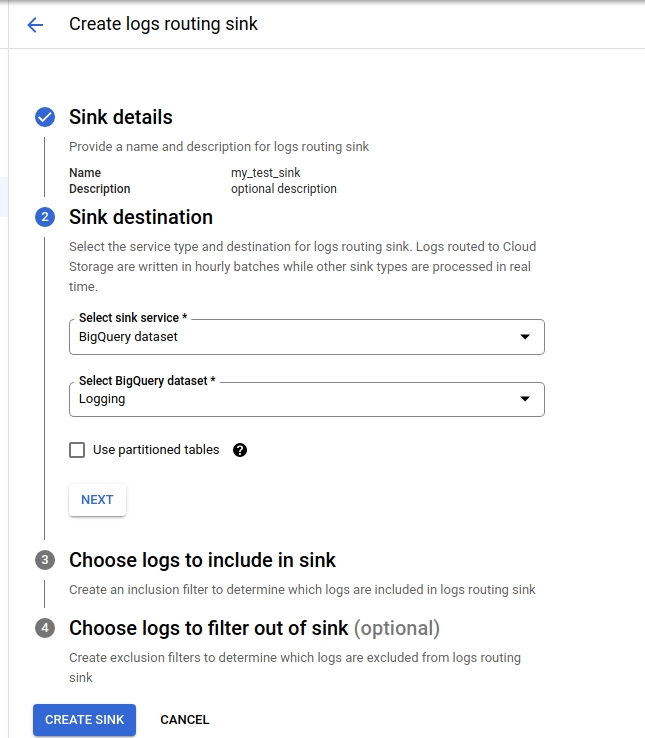 Create logs routing sink
Sink details
Provide a name and description for logs routing sink
Name my_test_sink
Description optional description
2 Sink destination
Select the service type and destination for logs routing sink. Logs routed to Cloud
Storage are written in hourly batches while other sink types are processed in real
time.
Select sink service *
BigQuery dataset
Select BigQuery dataset *
Logging
Use partitioned tables ?
NEXT
3 Choose logs to include in sink
Create an inclusion filter to determine which logs are included in logs routing sink
4 Choose logs to filter out of sink (optional)
Create exclusion filters to determine which logs are excluded from logs routing
sink
CREATE SINK CANCEL